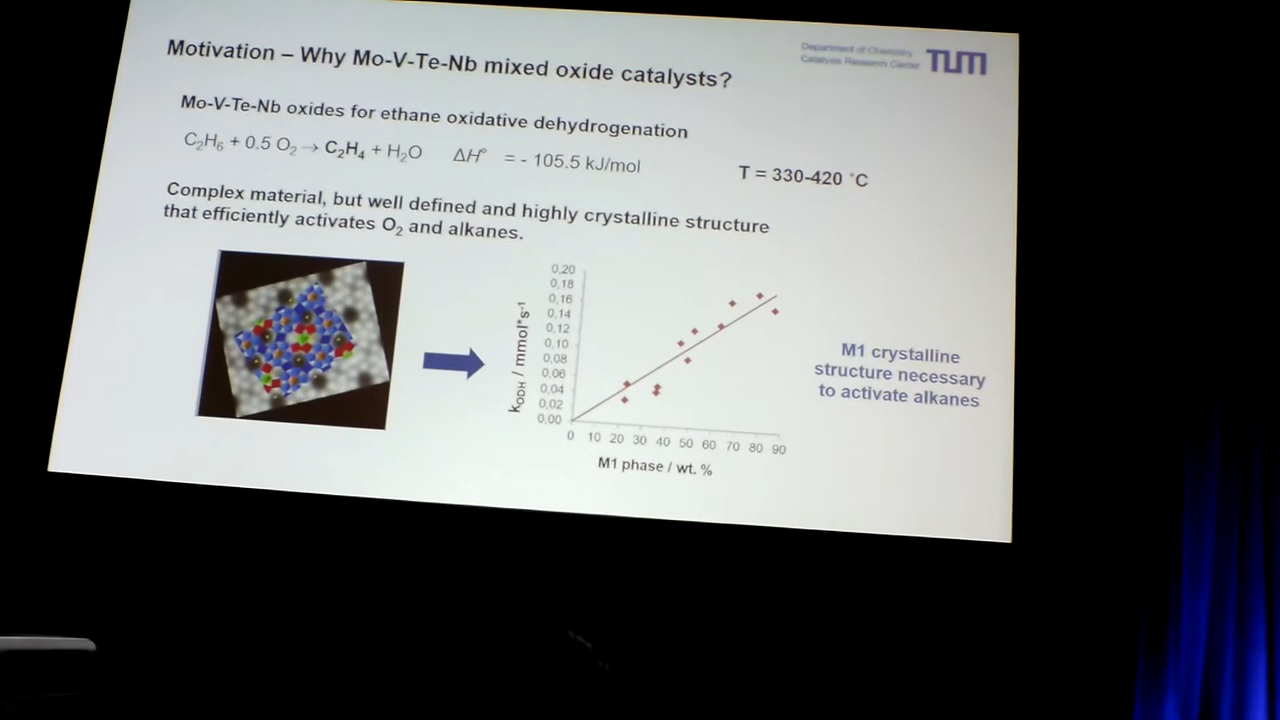 Motivation – Why Mo-V-Te-Nb mixed oxide catalysts?
Department of Chemistry
Catalysis Research Center
TUM
Mo-V-Te-Nb oxides for ethane oxidative dehydrogenation
C₂H₆ + 0.5 O₂ → C₂H₄ + H₂O ΔH° = - 105.5 kJ/mol
T = 330-420 °C
Complex material, but well defined and highly crystalline structure
that efficiently activates O₂ and alkanes.
k_ODH / mmol*s⁻¹
0,20
0,18
0,16
0,14
0,12
0,10
0,08
0,06
0,04
0,02
0,00
0 10 20 30 40 50 60 70 80 90
M1 phase / wt. %
M1 crystalline
structure necessary
to activate alkanes